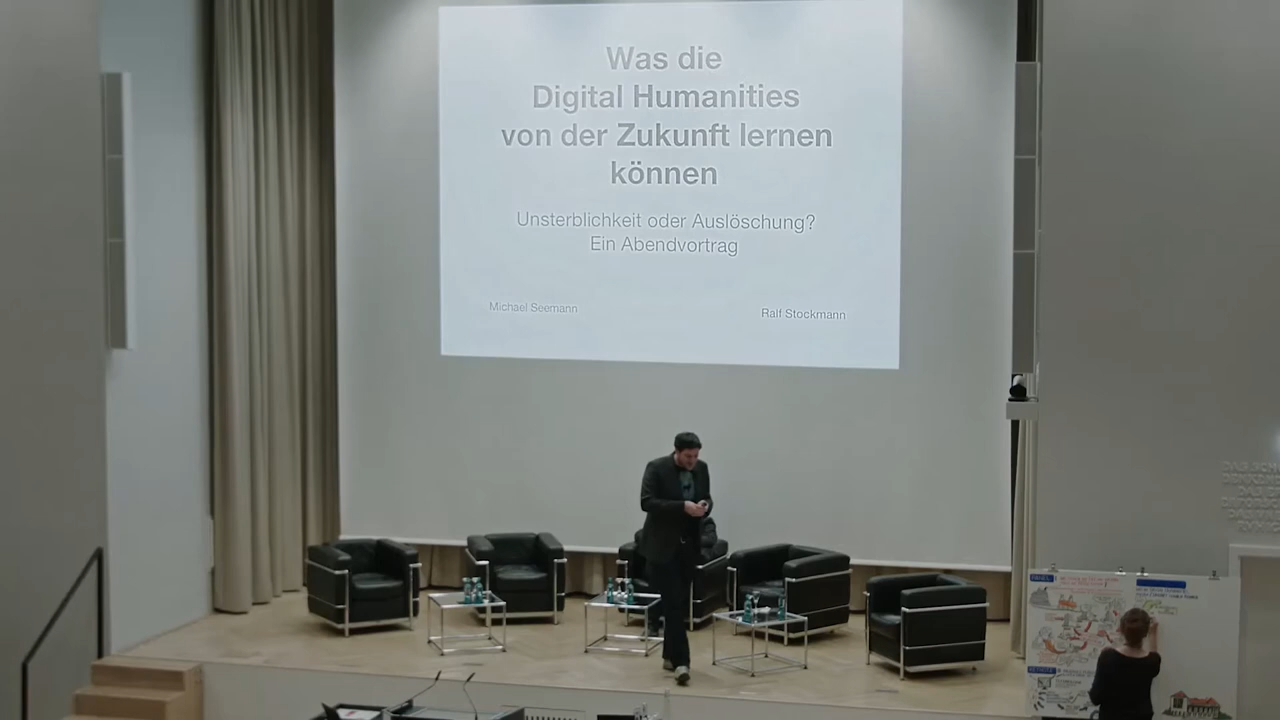 Was die
Digital Humanities
von der Zukunft lernen
können
Unsterblichkeit oder Auslöschung?
Ein Abendvortrag
Michael Seemann
Ralf Stockmann